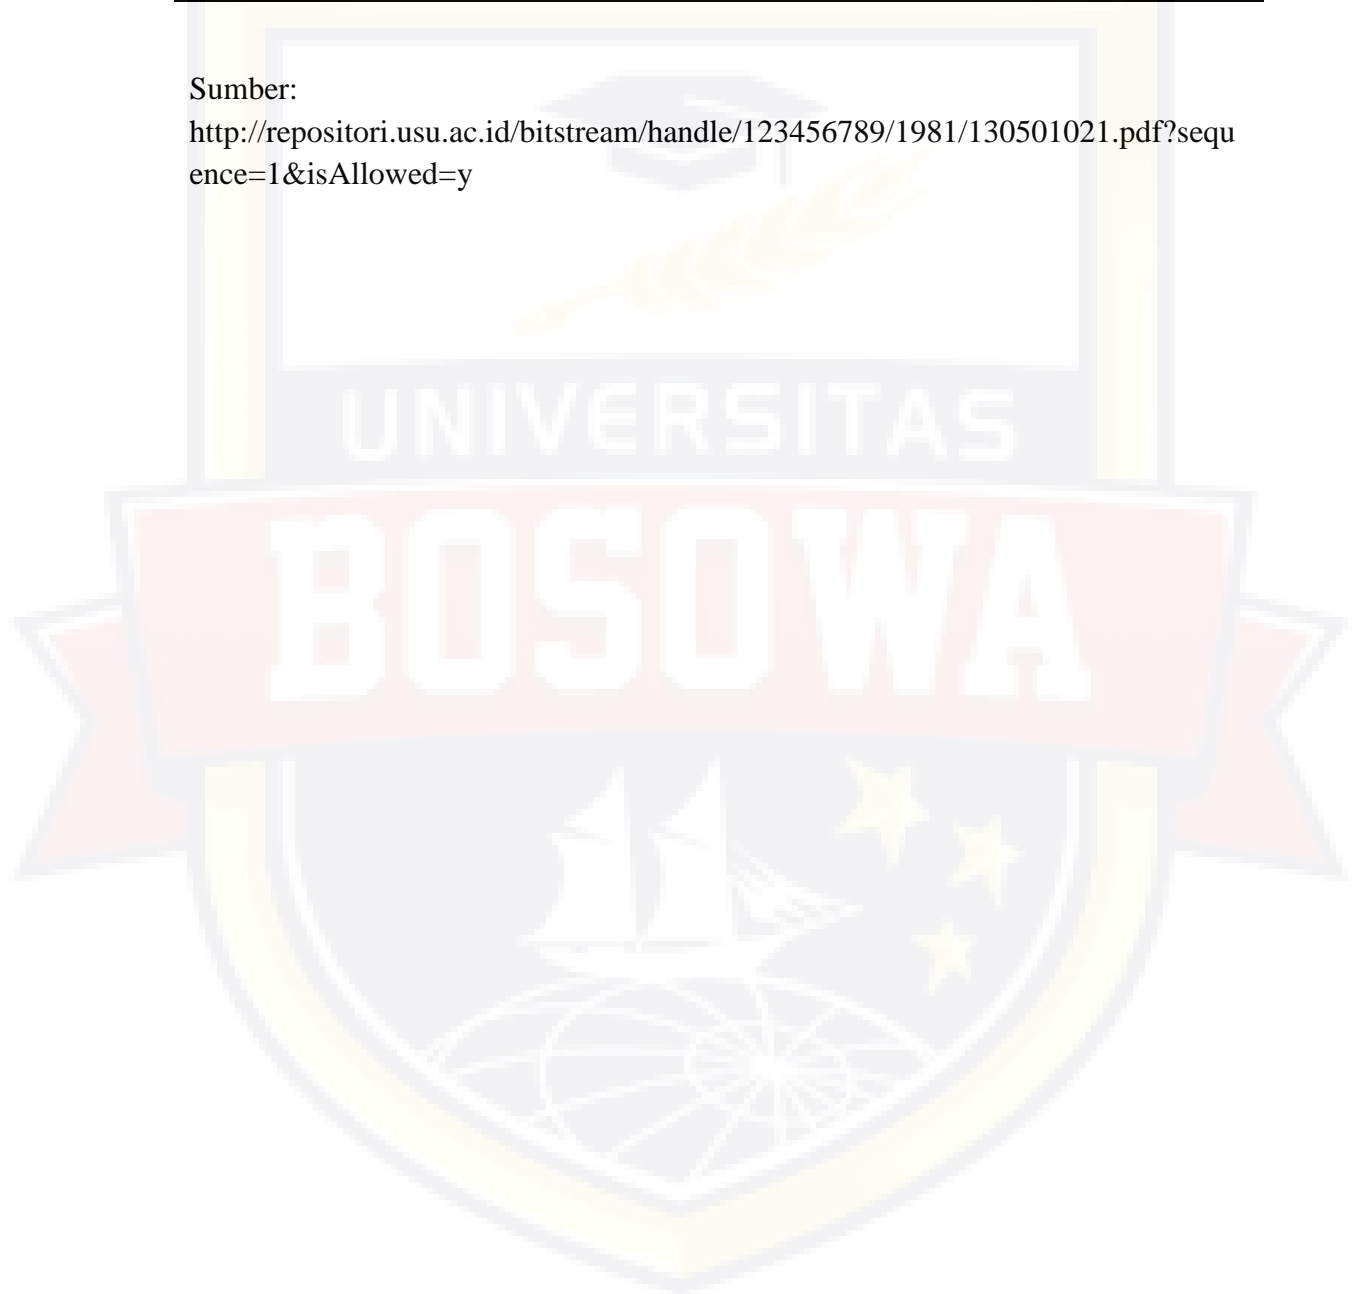 Sumber:
http://repositori.usu.ac.id/bitstream/handle/123456789/1981/130501021.pdf?sequ
ence=1&isAllowed=y
UNIVERSITAS
BOSOWA